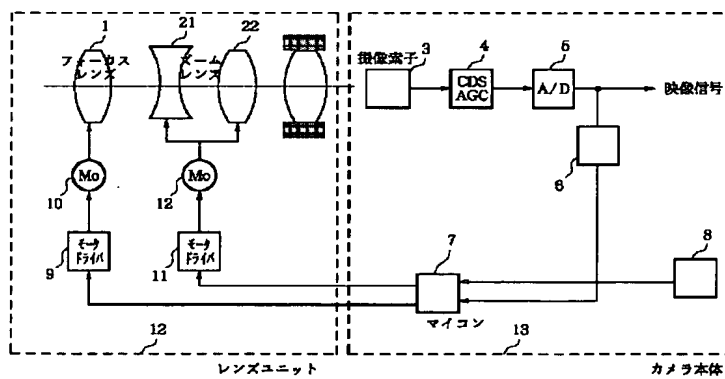 1
フォーカス
レンズ
21
ズーム
レンズ
22
撮像素子
3
4
CDS
AGC
5
A/D
映像信号
6
Mo
10
Mo
12
モータ
ドライバ
9
モータ
ドライバ
11
7
マイコン
8
12
レンズユニット
13
カメラ本体